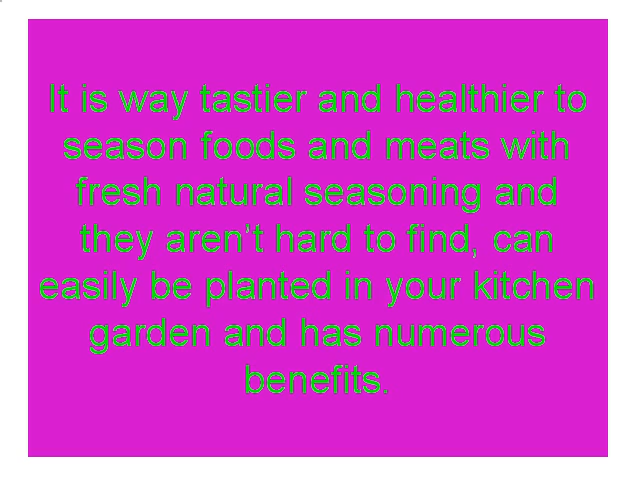 It is way tastier and healthier to
season foods and meats with
fresh natural seasoning and
they aren't hard to find, can
easily be planted in your kitchen
garden and has numerous
benefits.